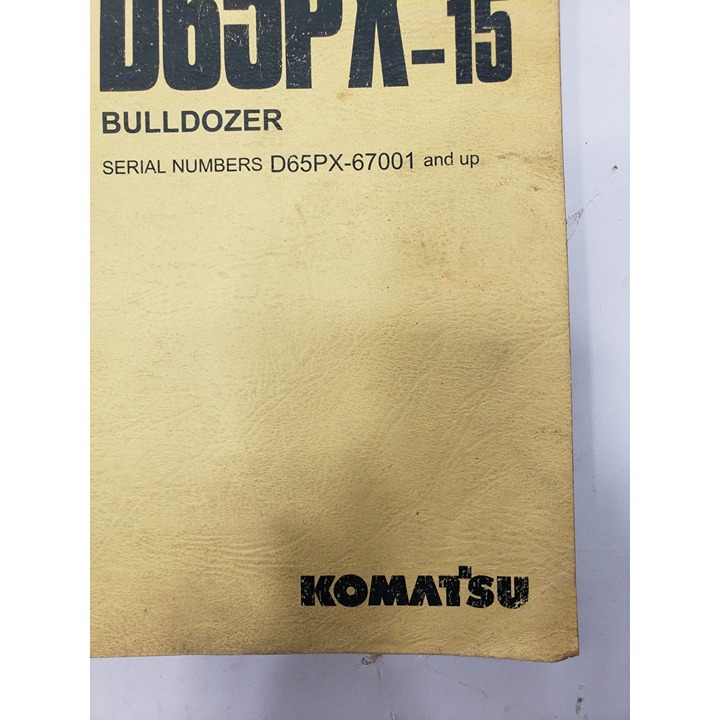 D65PX-15
BULLDOZER
SERIAL NUMBERS D65PX-67001 and up
KOMATSU